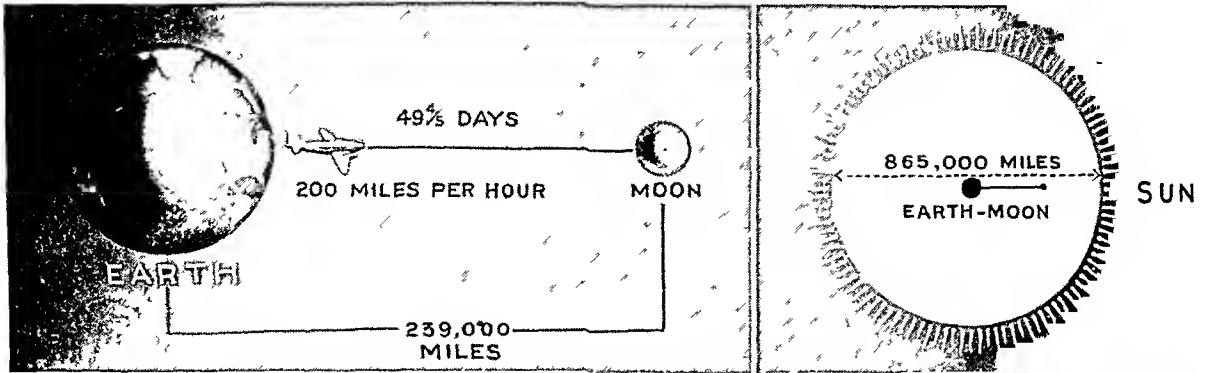 49⅘ DAYS
200 MILES PER HOUR
MOON
EARTH
239,000
MILES
865,000 MILES
EARTH-MOON
SUN